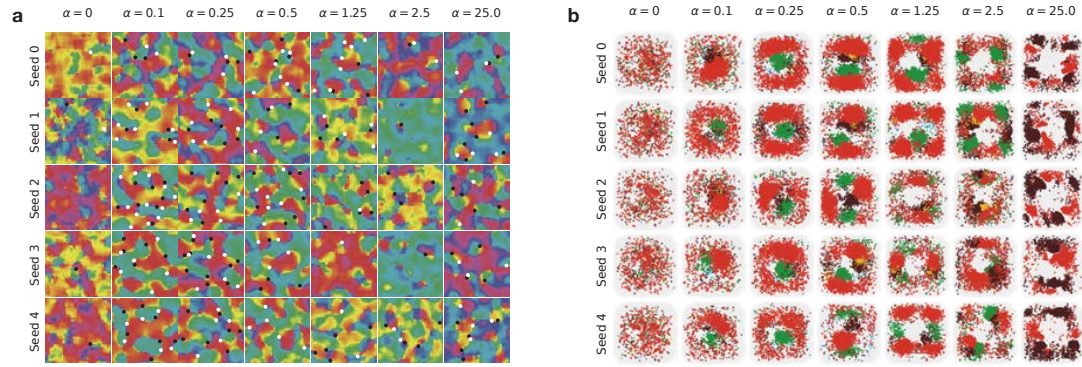 a
α = 0 α = 0.1 α = 0.25 α = 0.5 α = 1.25 α = 2.5 α = 25.0
Seed 0
Seed 1
Seed 2
Seed 3
Seed 4
b
α = 0 α = 0.1 α = 0.25 α = 0.5 α = 1.25 α = 2.5 α = 25.0
Seed 0
Seed 1
Seed 2
Seed 3
Seed 4